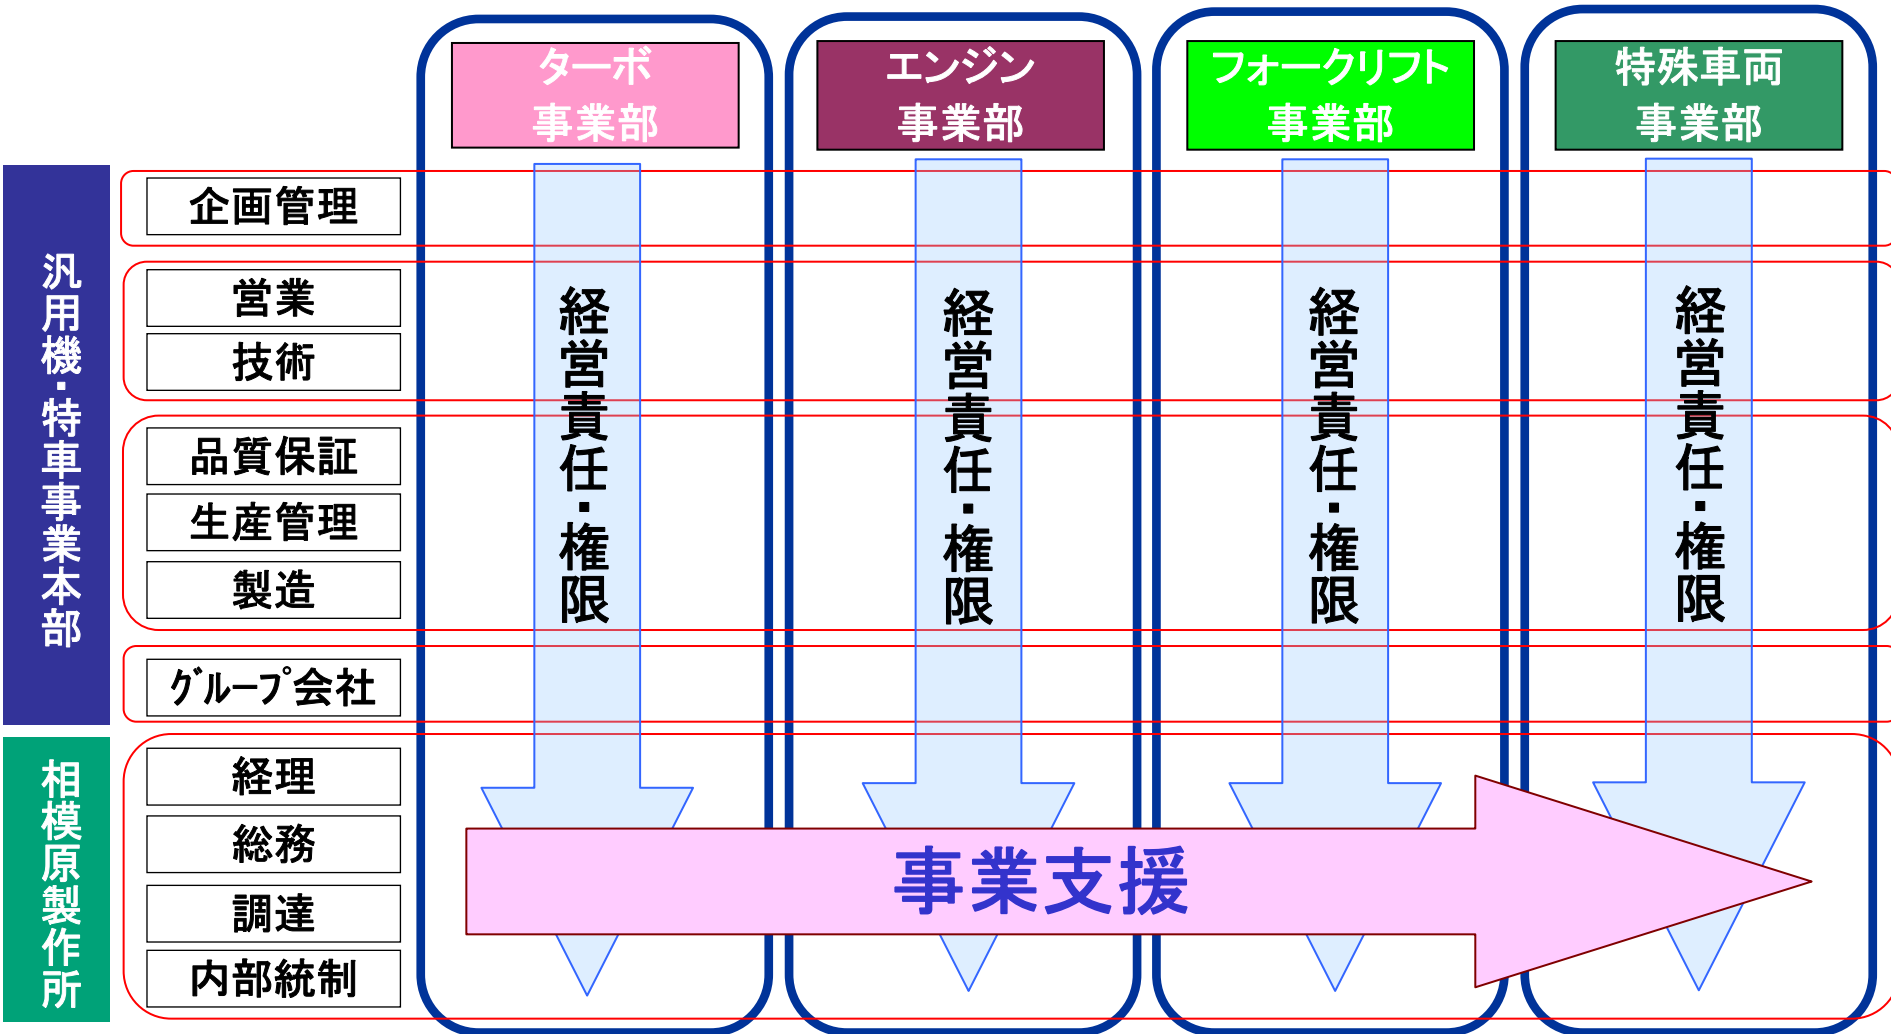 ターボ
事業部
エンジン
事業部
フォークリフト
事業部
特殊車両
事業部
汎用機・特車事業本部
企画管理
営業
技術
品質保証
生産管理
製造
グループ会社
経営責任・権限
経営責任・権限
経営責任・権限
経営責任・権限
相模原製作所
経理
総務
調達
内部統制
事業支援